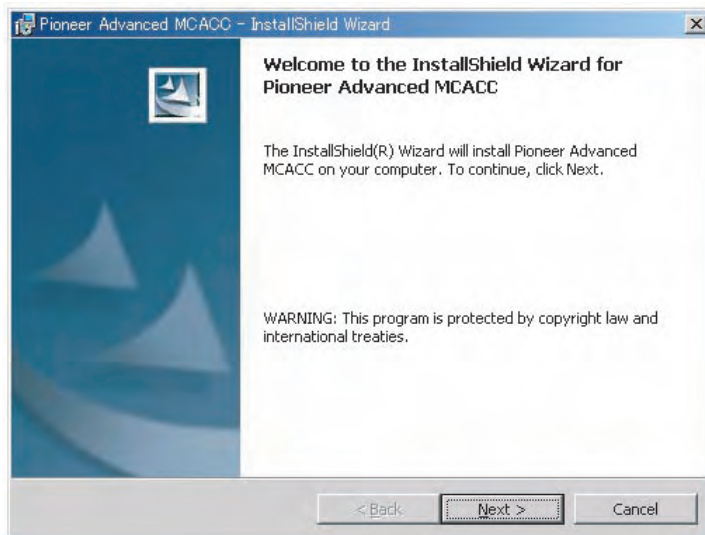 Pioneer Advanced MCACC - InstallShield Wizard
Welcome to the InstallShield Wizard for
Pioneer Advanced MCACC
The InstallShield(R) Wizard will install Pioneer Advanced
MCACC on your computer. To continue, click Next.
WARNING: This program is protected by copyright law and
international treaties.
< Back
Next >
Cancel